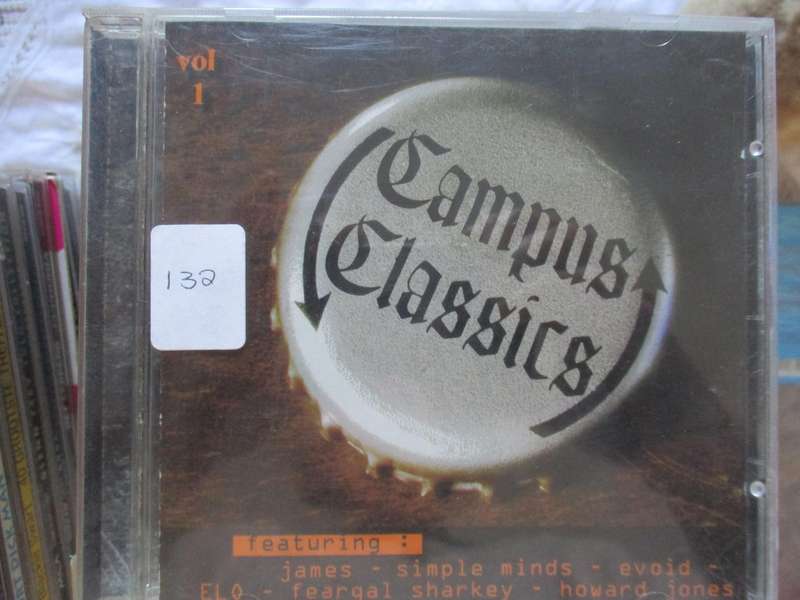 vol
1
Campus
Classics
132
featuring :
james - simple minds - evoid -
ELO - feargal sharkey - howard jones